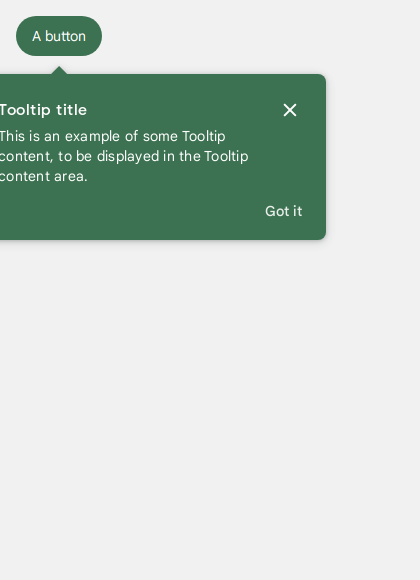 A button
Tooltip title
This is an example of some Tooltip
content, to be displayed in the Tooltip
content area.
Got it